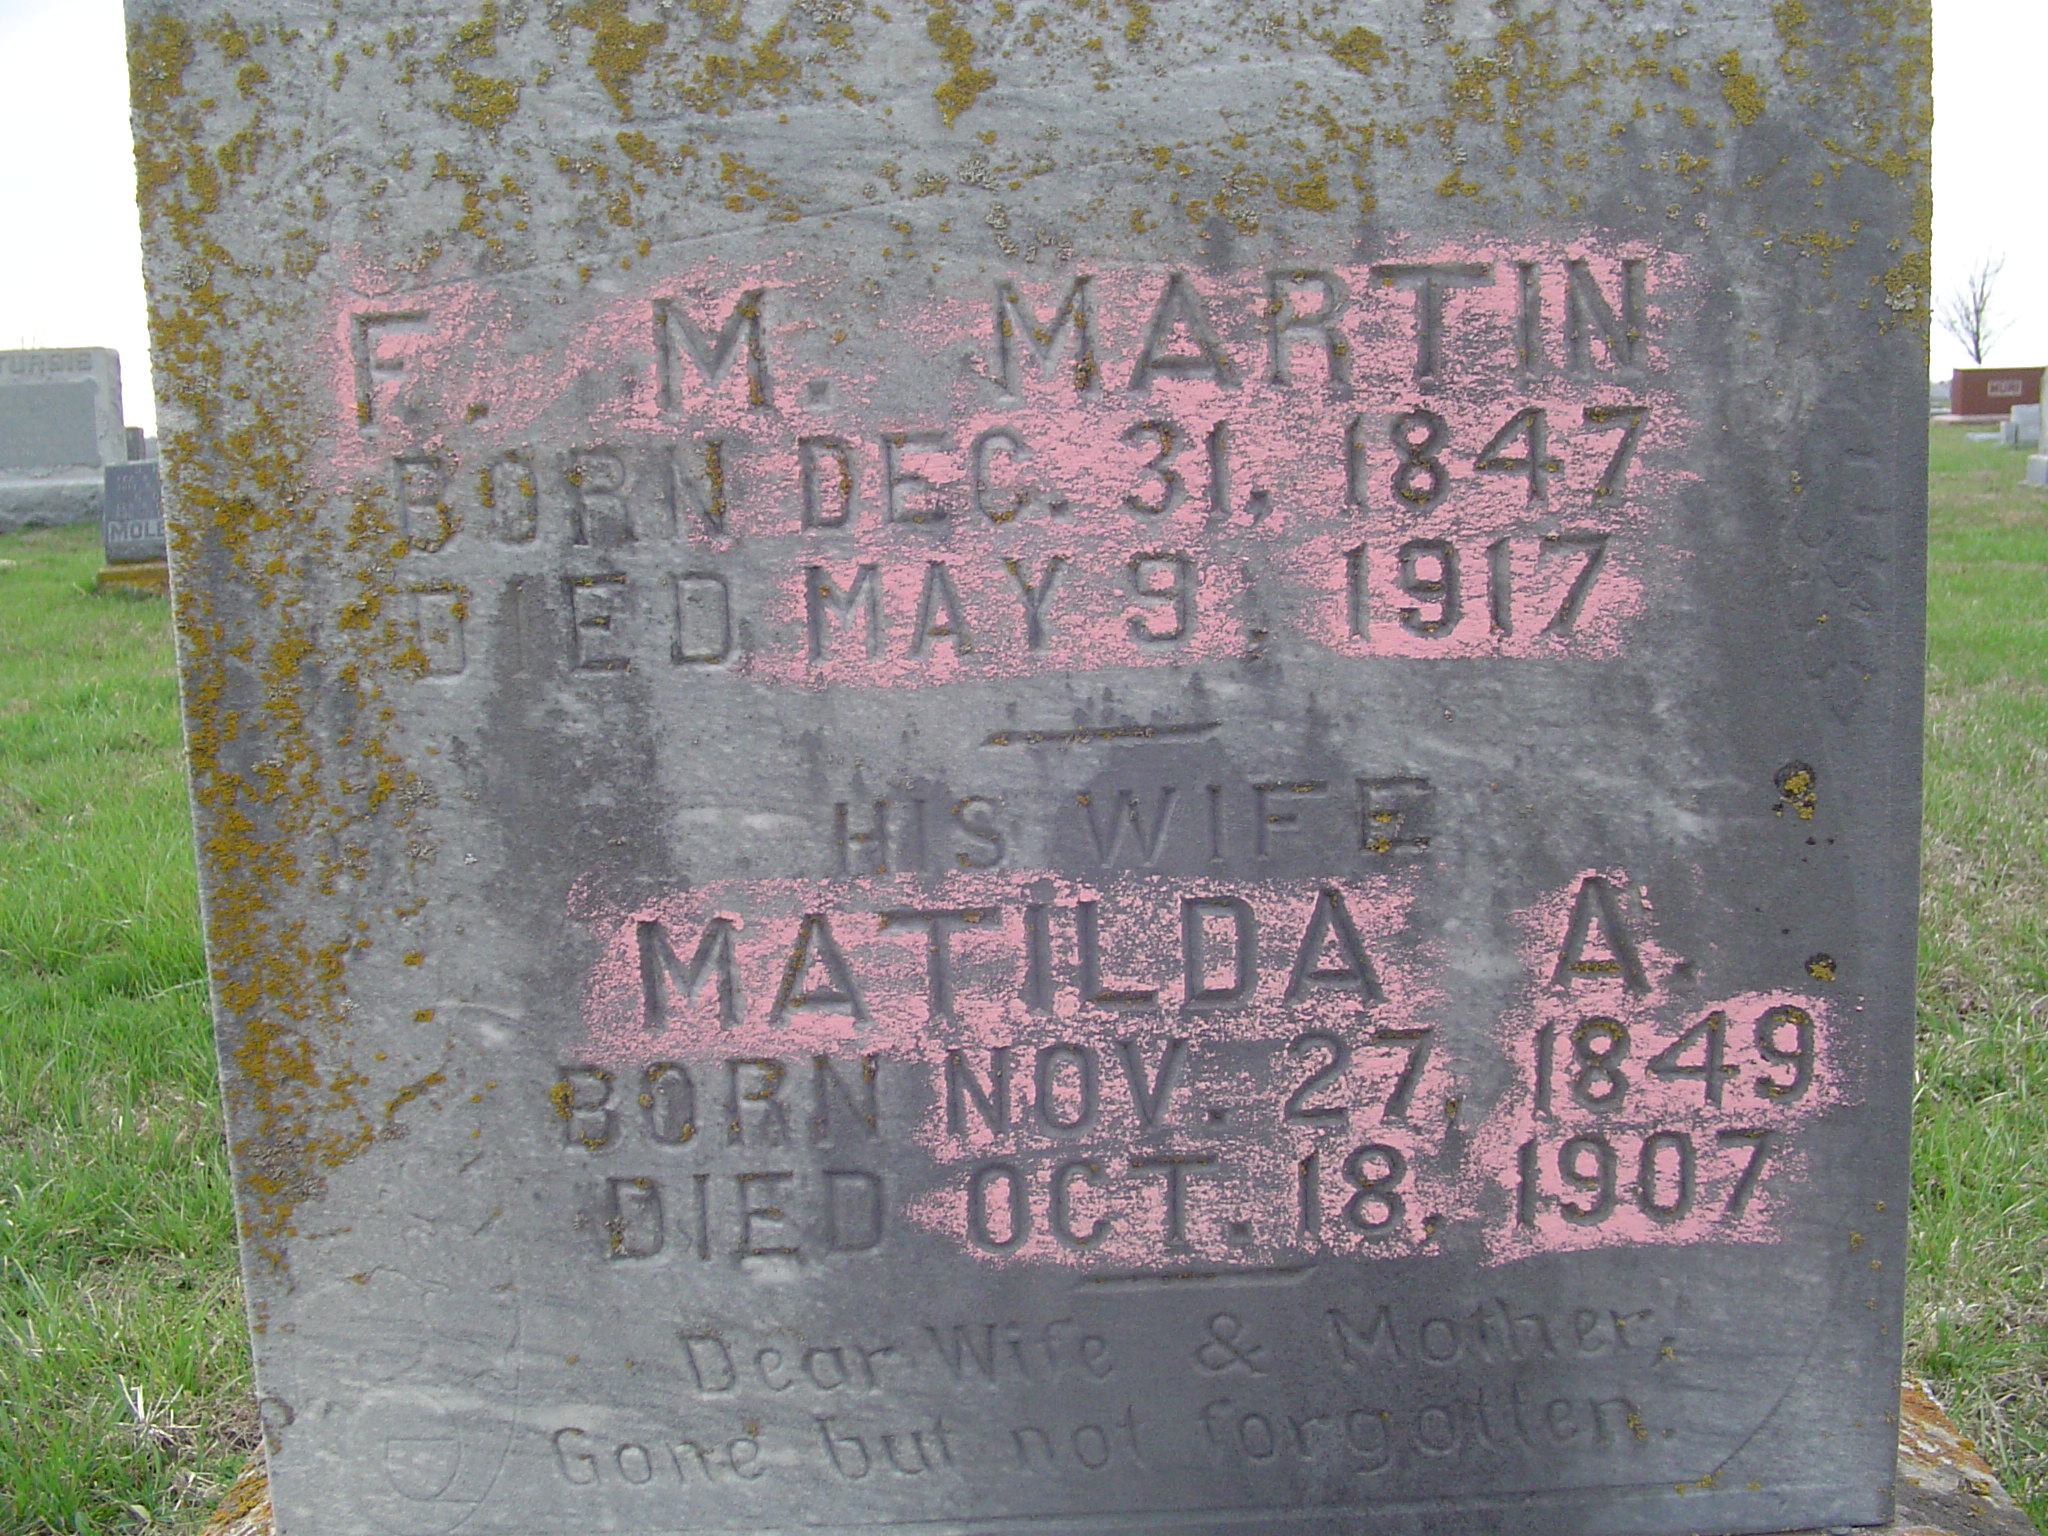 F. M. MARTIN
BORN DEC. 31, 1847
DIED MAY 9, 1917
HIS WIFE
MATILDA A.
BORN NOV. 27, 1849
DIED OCT. 18, 1907
Dear Wife & Mother,
Gone but not forgotten.